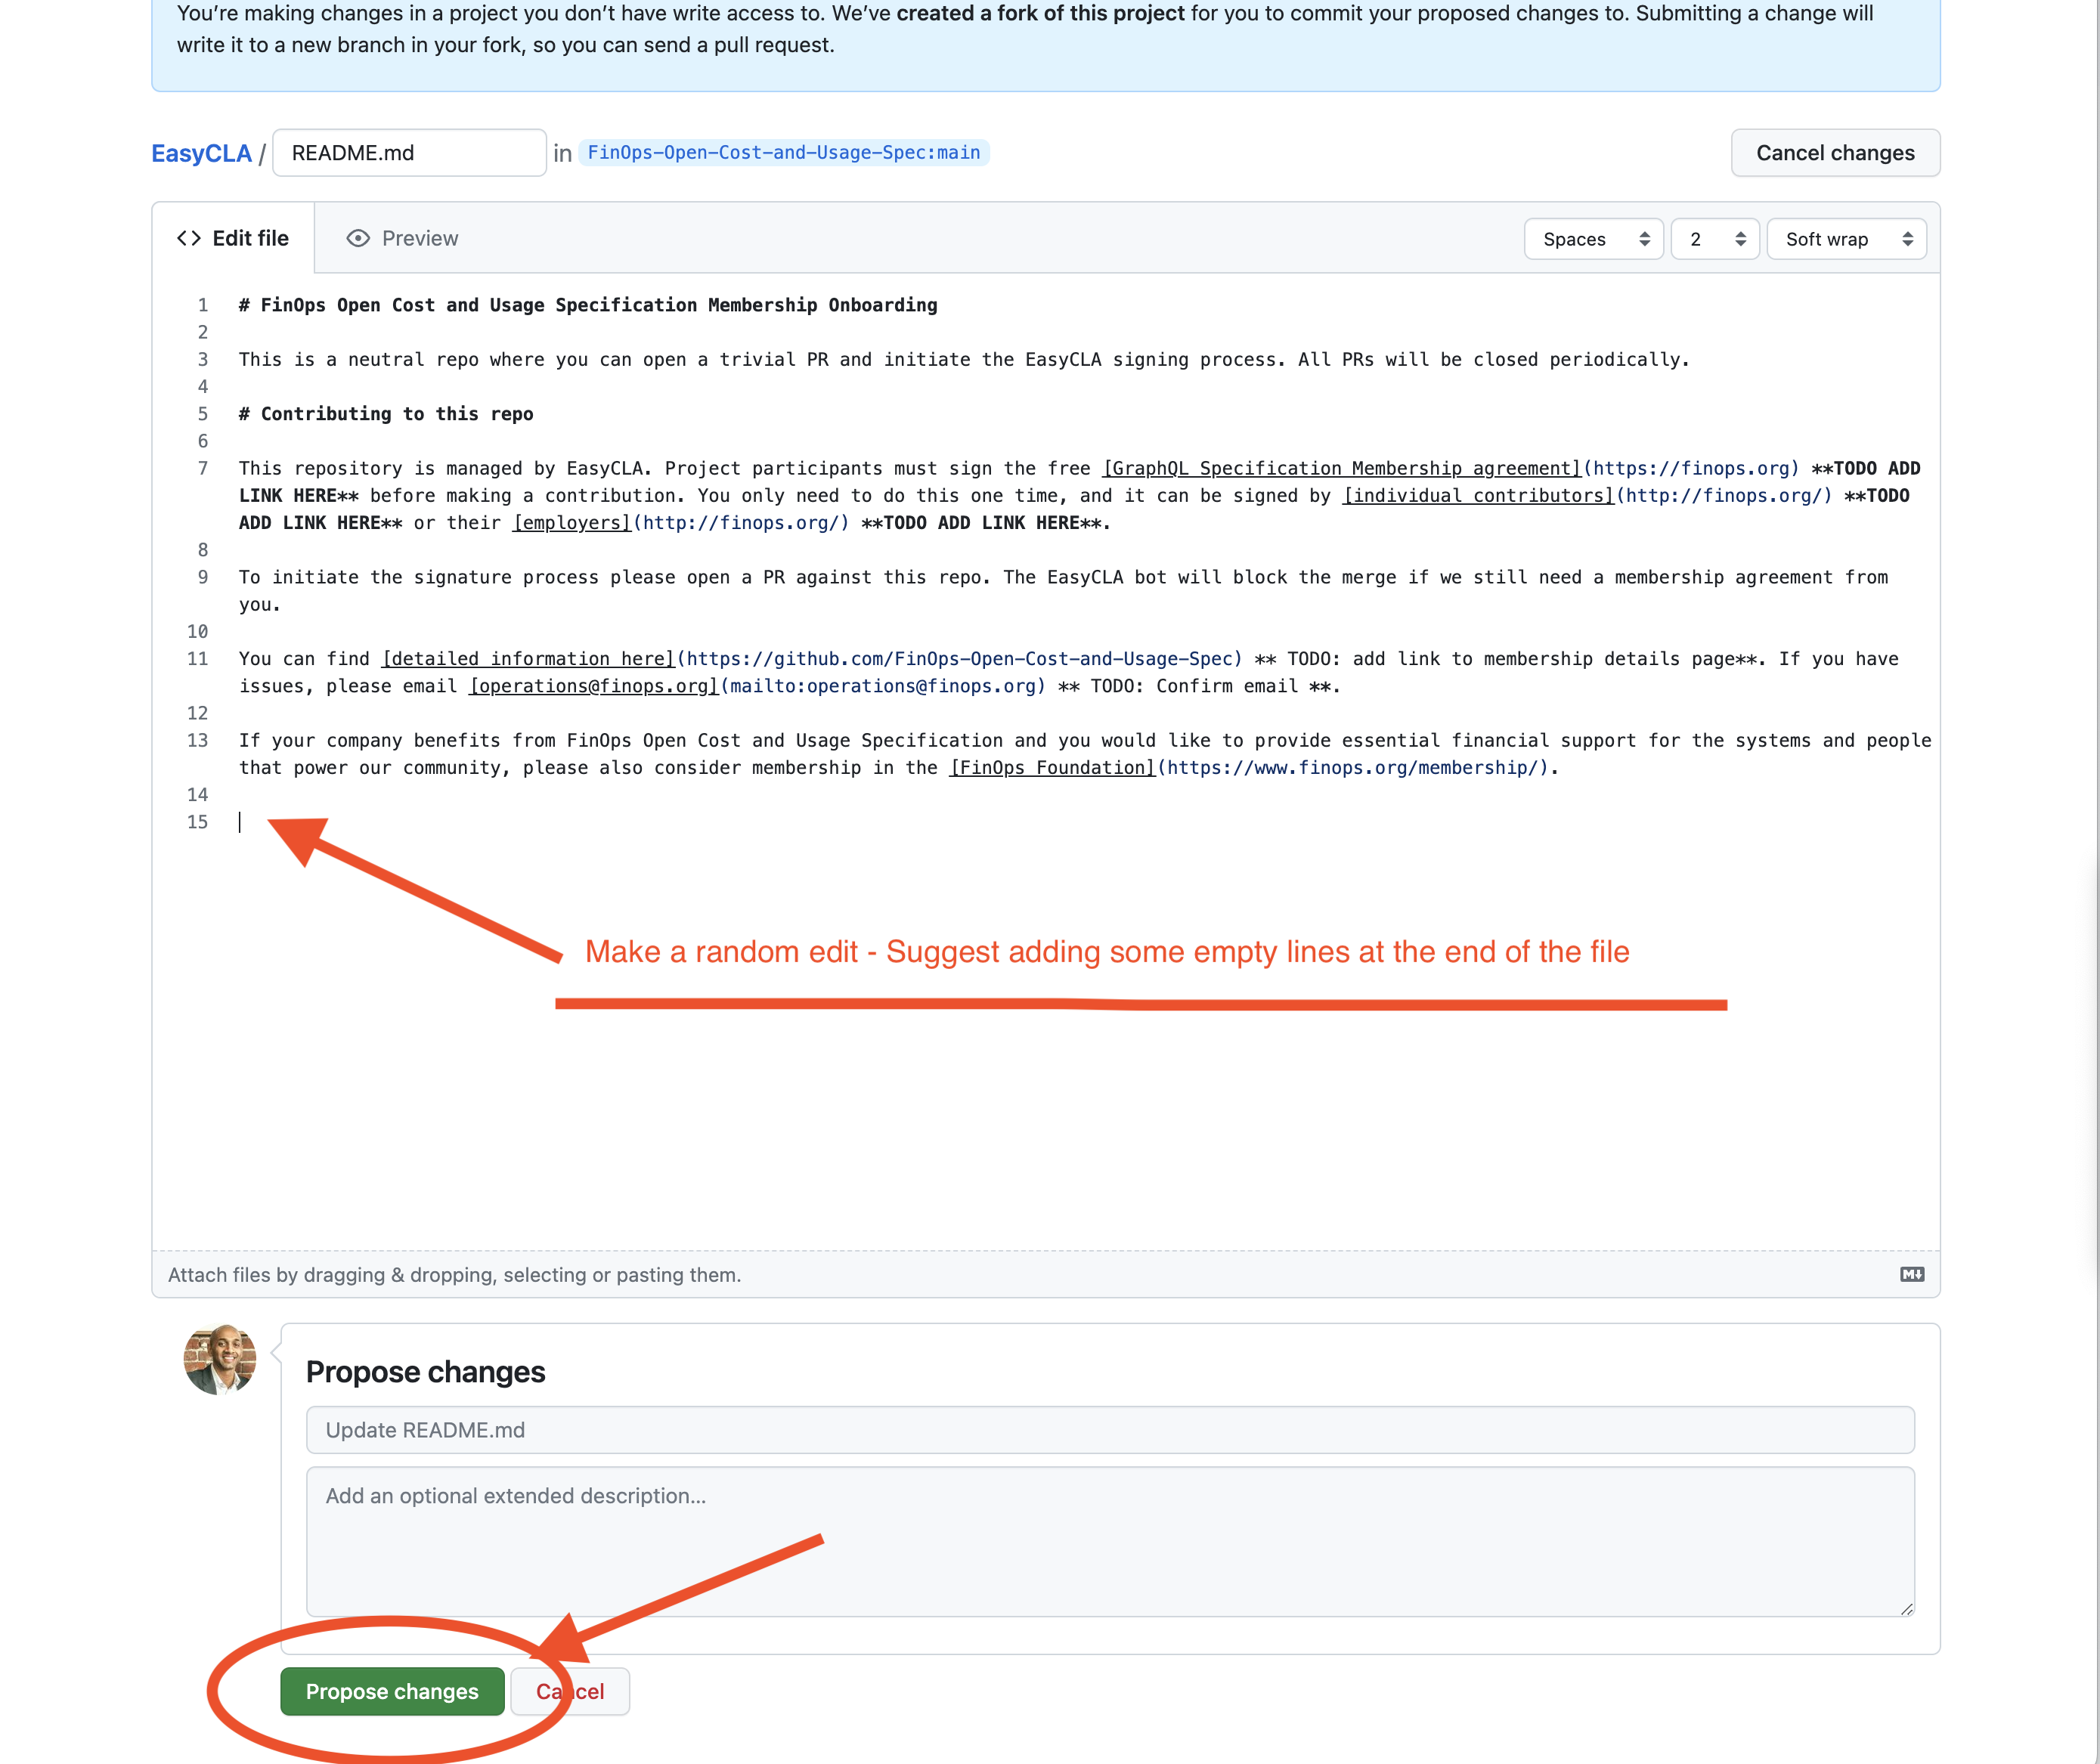 You’re making changes in a project you don’t have write access to. We’ve created a fork of this project for you to commit your proposed changes to. Submitting a change will
write it to a new branch in your fork, so you can send a pull request.
EasyCLA / README.md in FinOps-Open-Cost-and-Usage-Spec:main Cancel changes
<> Edit file Preview Spaces 2 Soft wrap
1 # FinOps Open Cost and Usage Specification Membership Onboarding
2
3 This is a neutral repo where you can open a trivial PR and initiate the EasyCLA signing process. All PRs will be closed periodically.
4
5 # Contributing to this repo
6
7 This repository is managed by EasyCLA. Project participants must sign the free [GraphQL Specification Membership agreement](https://finops.org) **TODO ADD
LINK HERE** before making a contribution. You only need to do this one time, and it can be signed by [individual contributors](http://finops.org/) **TODO
ADD LINK HERE** or their [employers](http://finops.org/) **TODO ADD LINK HERE**.
8
9 To initiate the signature process please open a PR against this repo. The EasyCLA bot will block the merge if we still need a membership agreement from
you.
10
11 You can find [detailed information here](https://github.com/FinOps-Open-Cost-and-Usage-Spec) ** TODO: add link to membership details page**. If you have
issues, please email [operations@finops.org](mailto:operations@finops.org) ** TODO: Confirm email **.
12
13 If your company benefits from FinOps Open Cost and Usage Specification and you would like to provide essential financial support for the systems and people
that power our community, please also consider membership in the [FinOps Foundation](https://www.finops.org/membership/).
14
15
Make a random edit - Suggest adding some empty lines at the end of the file
Attach files by dragging & dropping, selecting or pasting them.
Propose changes
Update README.md
Add an optional extended description...
Propose changes Cancel